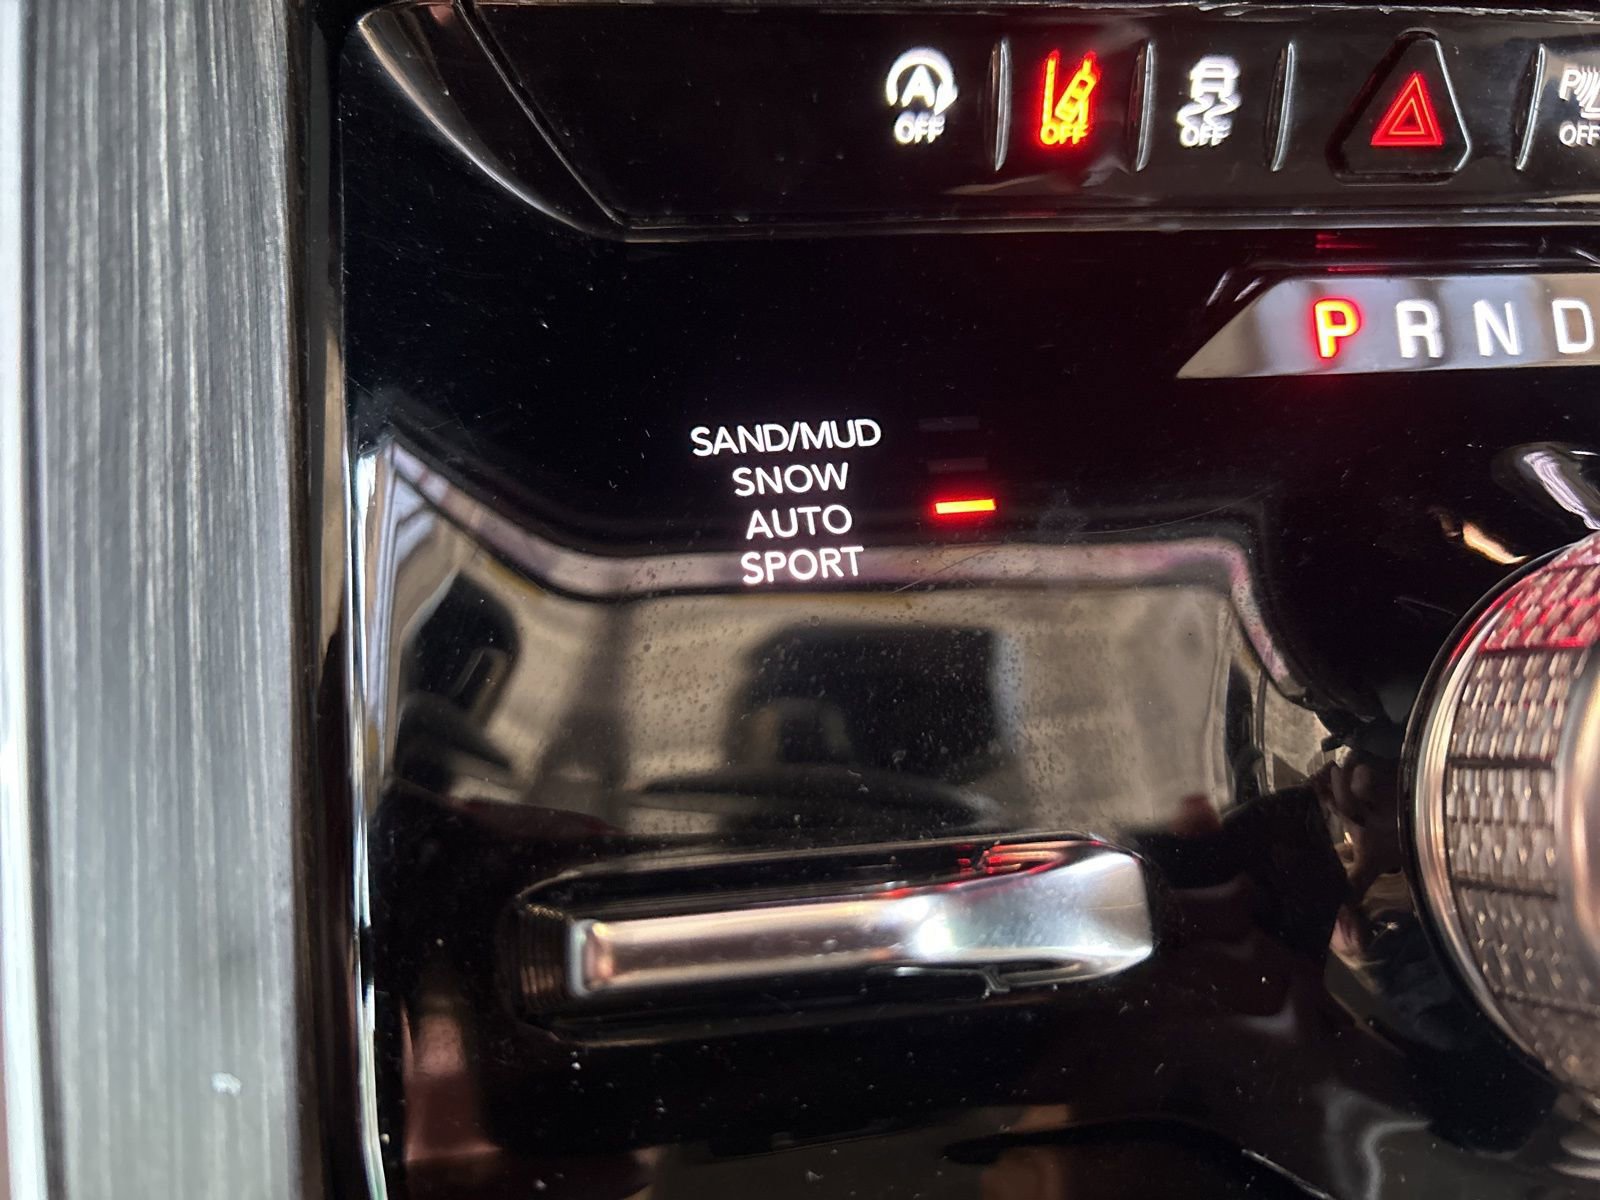 A OFF
OFF
OFF
P OFF
P R N D
SAND/MUD
SNOW
AUTO
SPORT